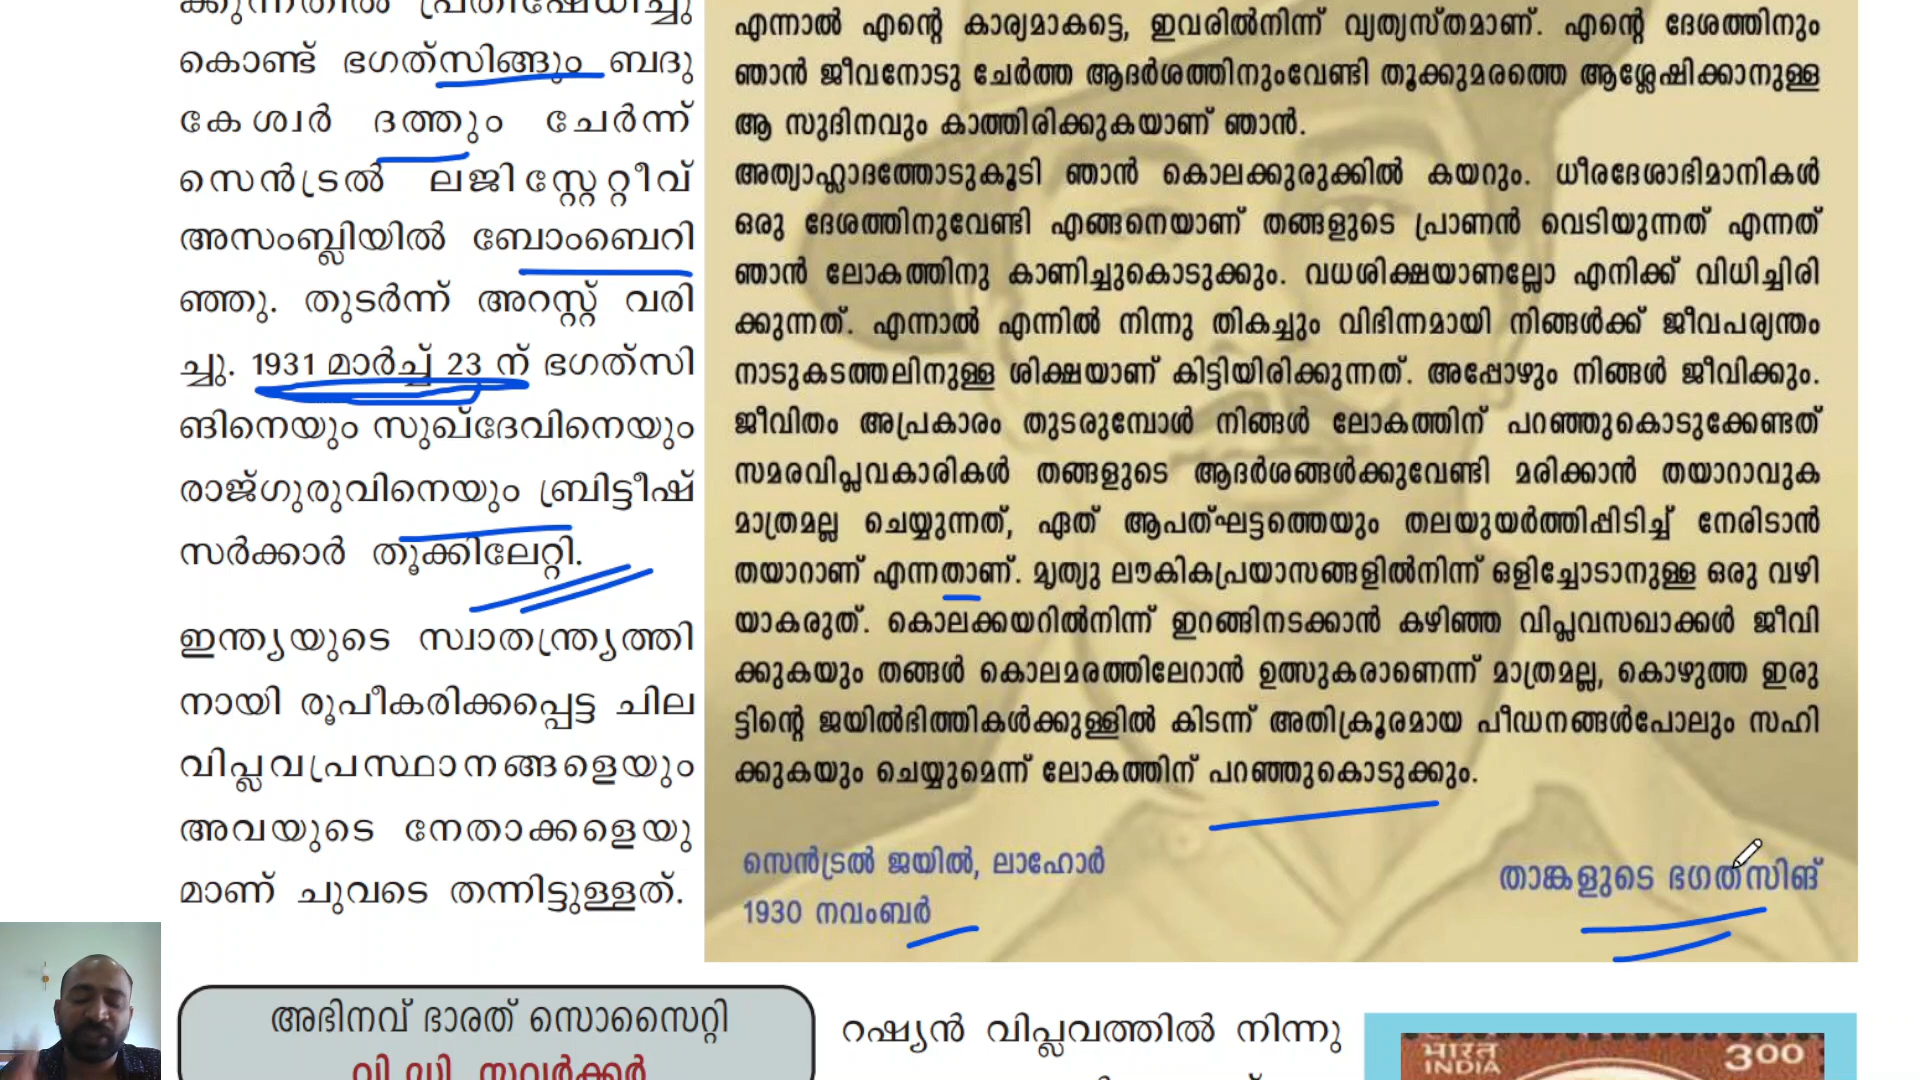 ക്കുന്നതിൽ പ്രതിഷേധിച്ചു
കൊണ്ട് ഭഗത്സിങ്ങും ബദു
കേശ്വർ ദത്തും ചേർന്ന്
സെൻട്രൽ ലജിസ്റ്റേറ്റീവ്
അസംബ്ലിയിൽ ബോംബെറി
ഞ്ഞു. തുടർന്ന് അറസ്റ്റ് വരി
ച്ചു. 1931 മാർച്ച് 23 ന് ഭഗത്സി
ങിനെയും സുഖ്ദേവിനെയും
രാജ്ഗുരുവിനെയും ബ്രിട്ടീഷ്
സർക്കാർ തൂക്കിലേറ്റി.
ഇന്ത്യയുടെ സ്വാതന്ത്ര്യത്തി
നായി രൂപീകരിക്കപ്പെട്ട ചില
വിപ്ലവപ്രസ്ഥാനങ്ങളെയും
അവയുടെ നേതാക്കളെയു
മാണ് ചുവടെ തന്നിട്ടുള്ളത്.
എന്നാൽ എന്റെ കാര്യമാകട്ടെ, ഇവരിൽനിന്ന് വ്യത്യസ്തമാണ്. എന്റെ ദേശത്തിനും
ഞാൻ ജീവനോടു ചേർത്ത ആദർശത്തിനുംവേണ്ടി തൂക്കുമരത്തെ ആശ്ലേഷിക്കാനുള്ള
ആ സുദിനവും കാത്തിരിക്കുകയാണ് ഞാൻ.
അത്യാഹ്ലാദത്തോടുകൂടി ഞാൻ കൊലക്കുരുക്കിൽ കയറും. ധീരദേശാഭിമാനികൾ
ഒരു ദേശത്തിനുവേണ്ടി എങ്ങനെയാണ് തങ്ങളുടെ പ്രാണൻ വെടിയുന്നത് എന്നത്
ഞാൻ ലോകത്തിനു കാണിച്ചുകൊടുക്കും. വധശിക്ഷയാണല്ലോ എനിക്ക് വിധിച്ചിരി
ക്കുന്നത്. എന്നാൽ എന്നിൽ നിന്നു തികച്ചും വിഭിന്നമായി നിങ്ങൾക്ക് ജീവപര്യന്തം
നാടുകടത്തലിനുള്ള ശിക്ഷയാണ് കിട്ടിയിരിക്കുന്നത്. അപ്പോഴും നിങ്ങൾ ജീവിക്കും.
ജീവിതം അപ്രകാരം തുടരുമ്പോൾ നിങ്ങൾ ലോകത്തിന് പറഞ്ഞുകൊടുക്കേണ്ടത്
സമരവിപ്ലവകാരികൾ തങ്ങളുടെ ആദർശങ്ങൾക്കുവേണ്ടി മരിക്കാൻ തയാറാവുക
മാത്രമല്ല ചെയ്യുന്നത്, ഏത് ആപത്ഘട്ടത്തെയും തലയുയർത്തിപ്പിടിച്ച് നേരിടാൻ
തയാറാണ് എന്നതാണ്. മൃത്യു ലൗകികപ്രയാസങ്ങളിൽനിന്ന് ഒളിച്ചോടാനുള്ള ഒരു വഴി
യാകരുത്. കൊലക്കയറിൽനിന്ന് ഇറങ്ങിനടക്കാൻ കഴിഞ്ഞ വിപ്ലവസഖാക്കൾ ജീവി
ക്കുകയും തങ്ങൾ കൊലമരത്തിലേറാൻ ഉത്സുകരാണെന്ന് മാത്രമല്ല, കൊഴുത്ത ഇരു
ട്ടിന്റെ ജയിൽഭിത്തികൾക്കുള്ളിൽ കിടന്ന് അതിക്രൂരമായ പീഡനങ്ങൾപോലും സഹി
ക്കുകയും ചെയ്യുമെന്ന് ലോകത്തിന് പറഞ്ഞുകൊടുക്കും.
സെൻട്രൽ ജയിൽ, ലാഹോർ
1930 നവംബർ
താങ്കളുടെ ഭഗത്സിങ്
അഭിനവ് ഭാരത് സൊസൈറ്റി
വി.ഡി. സവർക്കർ
റഷ്യൻ വിപ്ലവത്തിൽ നിന്നു
भारत
INDIA
300